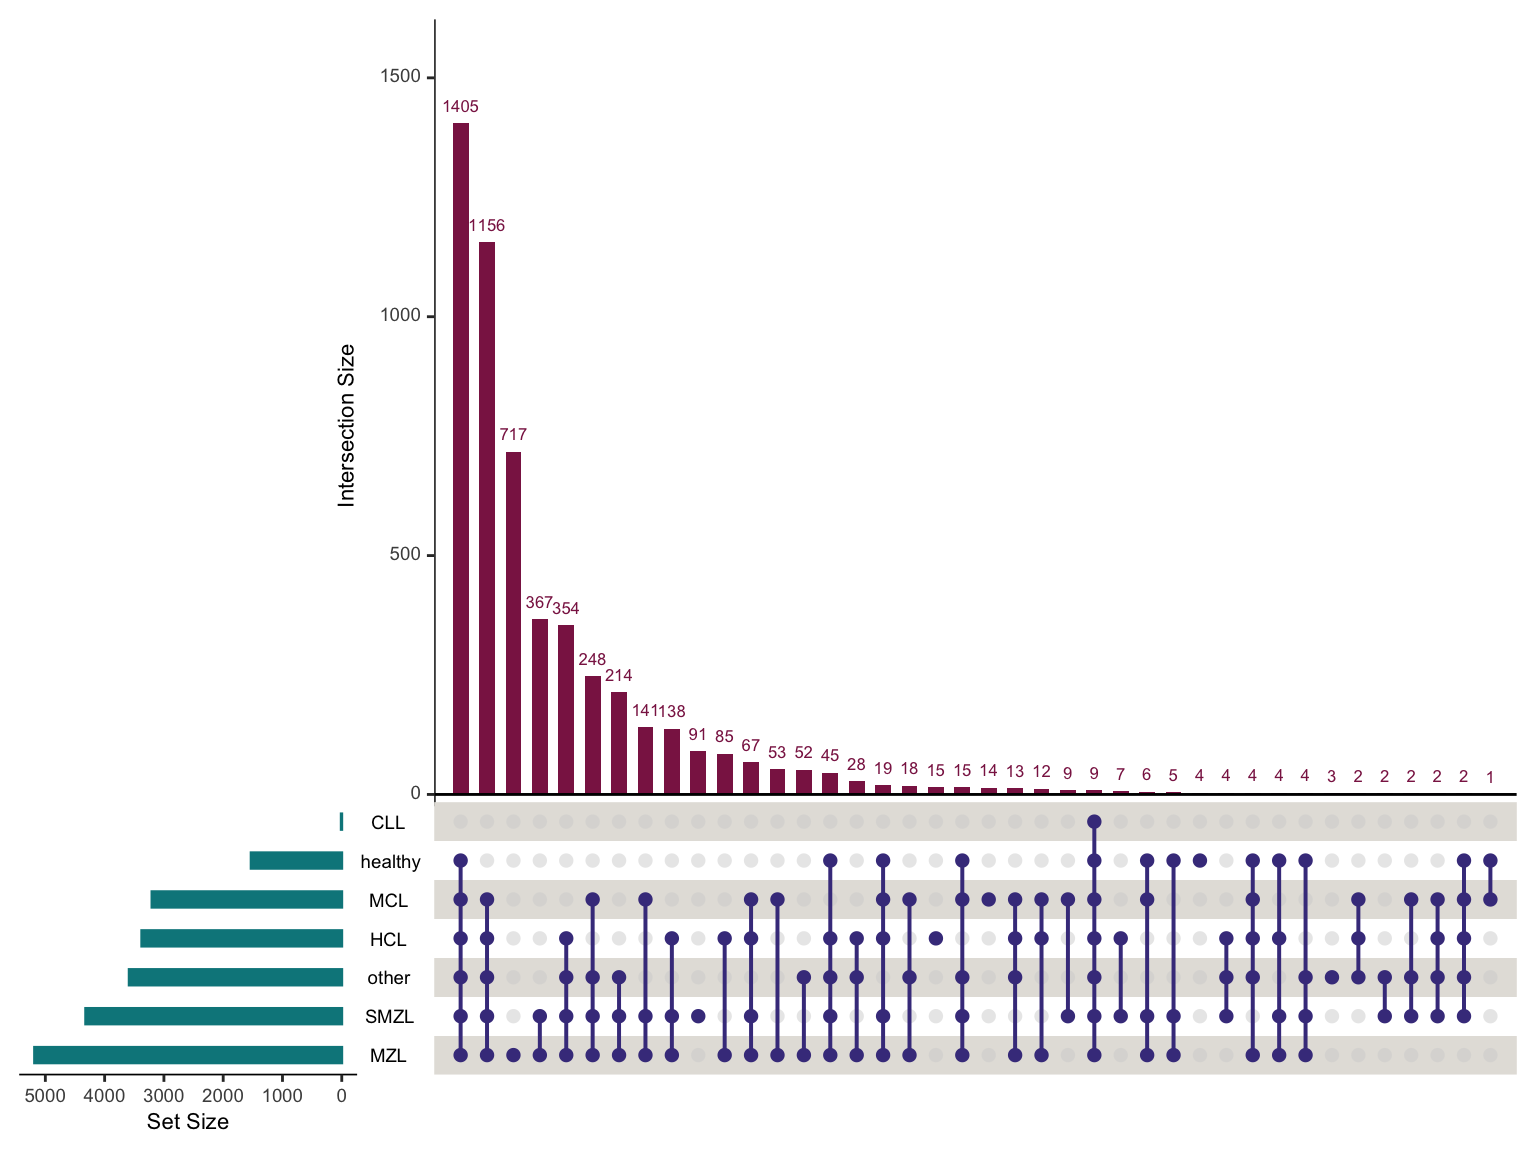 1500
1405
1156
1000
Intersection Size
717
500
367 354
248
214
141 138
91 85 67 53 52 45 28 19 18 15 15 14 13 12 9 9 7 6 5 4 4 4 4 4 3 2 2 2 2 2 1
0
CLL
healthy
MCL
HCL
other
SMZL
MZL
5000 4000 3000 2000 1000 0
Set Size